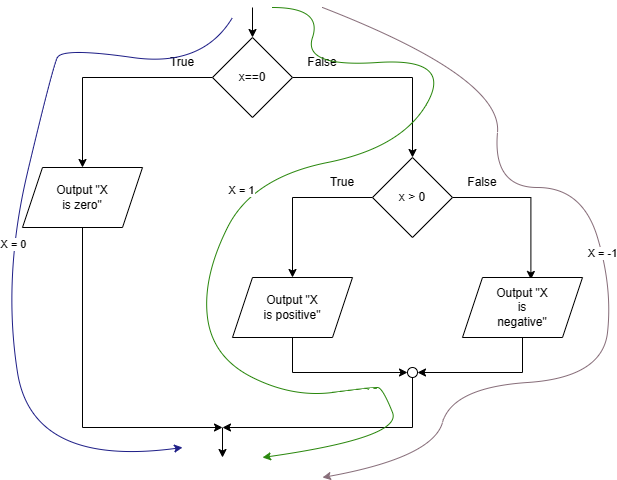 True
x==0
False
Output "X
is zero"
X = 1
True
x > 0
False
X = 0
X = -1
Output "X
is positive"
Output "X
is
negative"